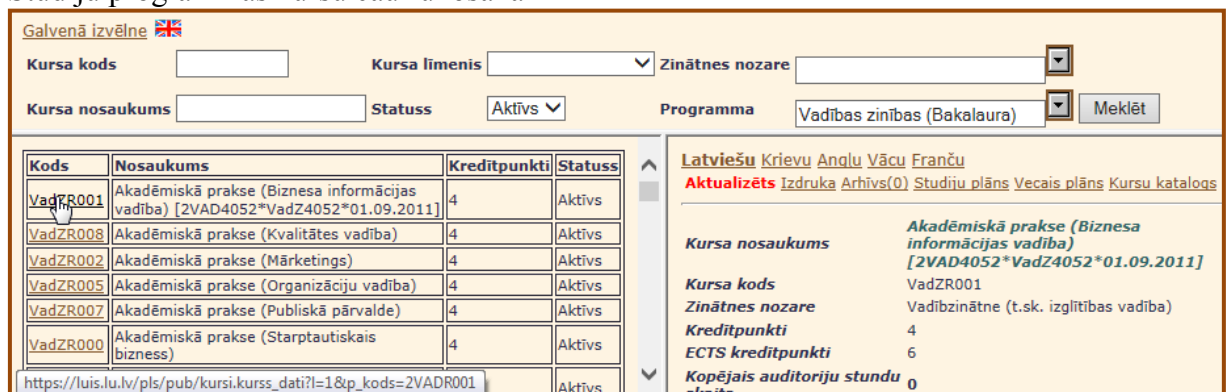 Galvenā izvēlne
Kursa kods Kursa līmenis Zinātnes nozare
Kursa nosaukums Statuss Aktīvs Programma Vadības zinības (Bakalaura) Meklēt
Kods Nosaukums Kredītpunkti Statuss
VadZR001 Akadēmiskā prakse (Biznesa informācijas
vadība) [2VAD4052*VadZ4052*01.09.2011] 4 Aktīvs
VadZR008 Akadēmiskā prakse (Kvalitātes vadība) 4 Aktīvs
VadZR002 Akadēmiskā prakse (Mārketings) 4 Aktīvs
VadZR005 Akadēmiskā prakse (Organizāciju vadība) 4 Aktīvs
VadZR007 Akadēmiskā prakse (Publiskā pārvalde) 4 Aktīvs
VadZR000 Akadēmiskā prakse (Starptautiskais
bizness) 4 Aktīvs
Aktīvs
https://luis.lu.lv/pls/pub/kursi.kurss_dati?l=1&p_kods=2VADR001
Latviešu Krievu Angļu Vācu Franču
Aktualizēts Izdruka Arhīvs(0) Studiju plāns Vecais plāns Kursu katalogs
Kursa nosaukums Akadēmiskā prakse (Biznesa
informācijas vadība)
[2VAD4052*VadZ4052*01.09.2011]
Kursa kods VadZR001
Zinātnes nozare Vadībzinātne (t.sk. izglītības vadība)
Kredītpunkti 4
ECTS kredītpunkti 6
Kopējais auditoriju stundu 0